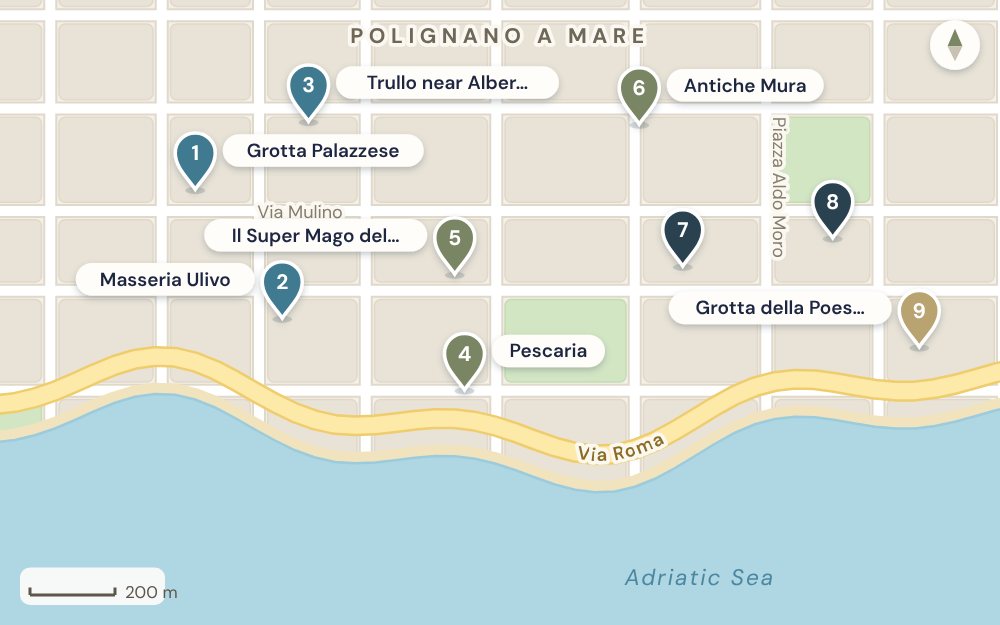 POLIGNANO A MARE
3
Trullo near Alber...
6
Antiche Mura
1
Grotta Palazzese
Piazza Aldo Moro
8
Via Mulino
Il Super Mago del...
5
7
Masseria Ulivo
2
Grotta della Poes...
9
4
Pescaria
Via Roma
Adriatic Sea
200 m